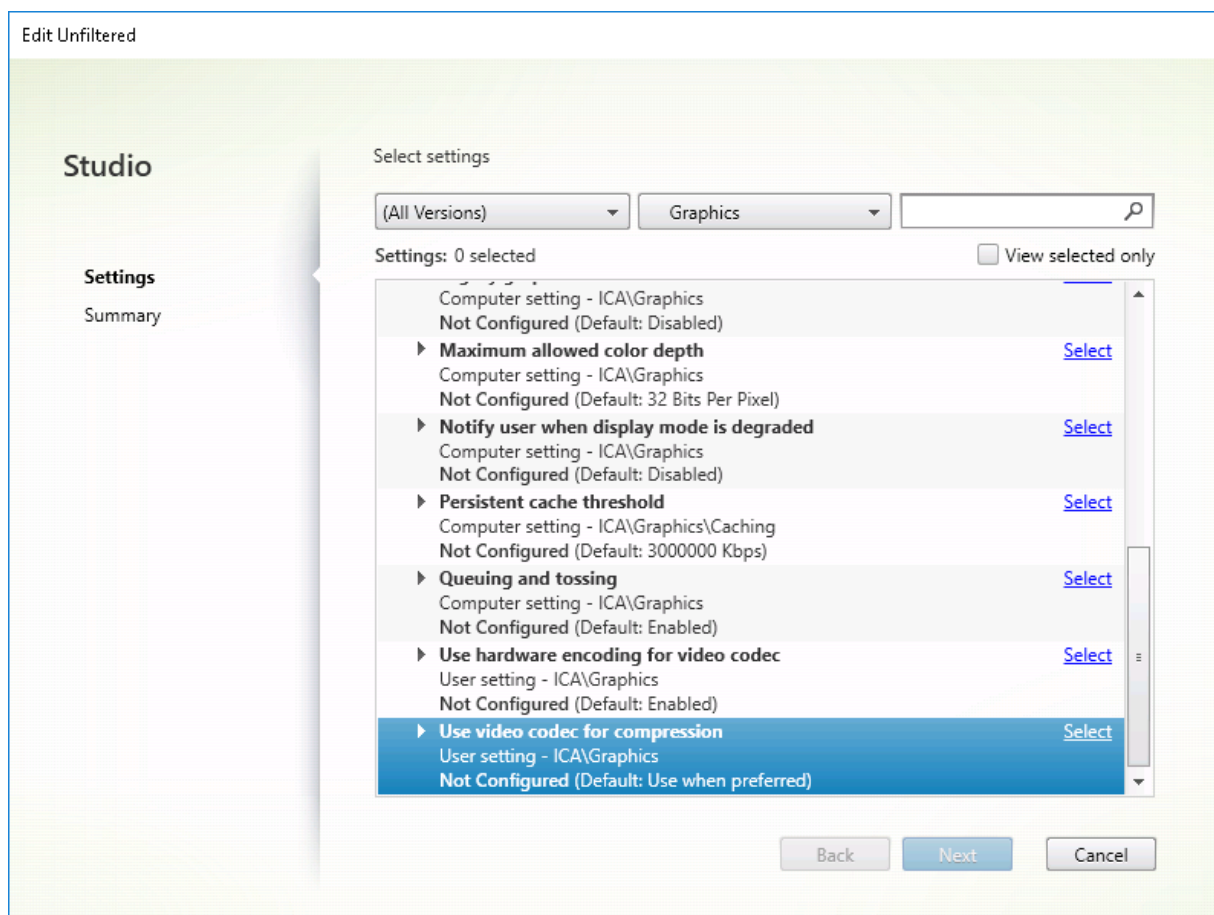 Edit Unfiltered
Studio
Settings
Summary
Select settings
(All Versions)
Graphics
Settings: 0 selected
View selected only
Computer setting - ICA\Graphics
Not Configured (Default: Disabled)
Maximum allowed color depth
Select
Computer setting - ICA\Graphics
Not Configured (Default: 32 Bits Per Pixel)
Notify user when display mode is degraded
Select
Computer setting - ICA\Graphics
Not Configured (Default: Disabled)
Persistent cache threshold
Select
Computer setting - ICA\Graphics\Caching
Not Configured (Default: 3000000 Kbps)
Queuing and tossing
Select
Computer setting - ICA\Graphics
Not Configured (Default: Enabled)
Use hardware encoding for video codec
Select
User setting - ICA\Graphics
Not Configured (Default: Enabled)
Use video codec for compression
Select
User setting - ICA\Graphics
Not Configured (Default: Use when preferred)
Back
Next
Cancel